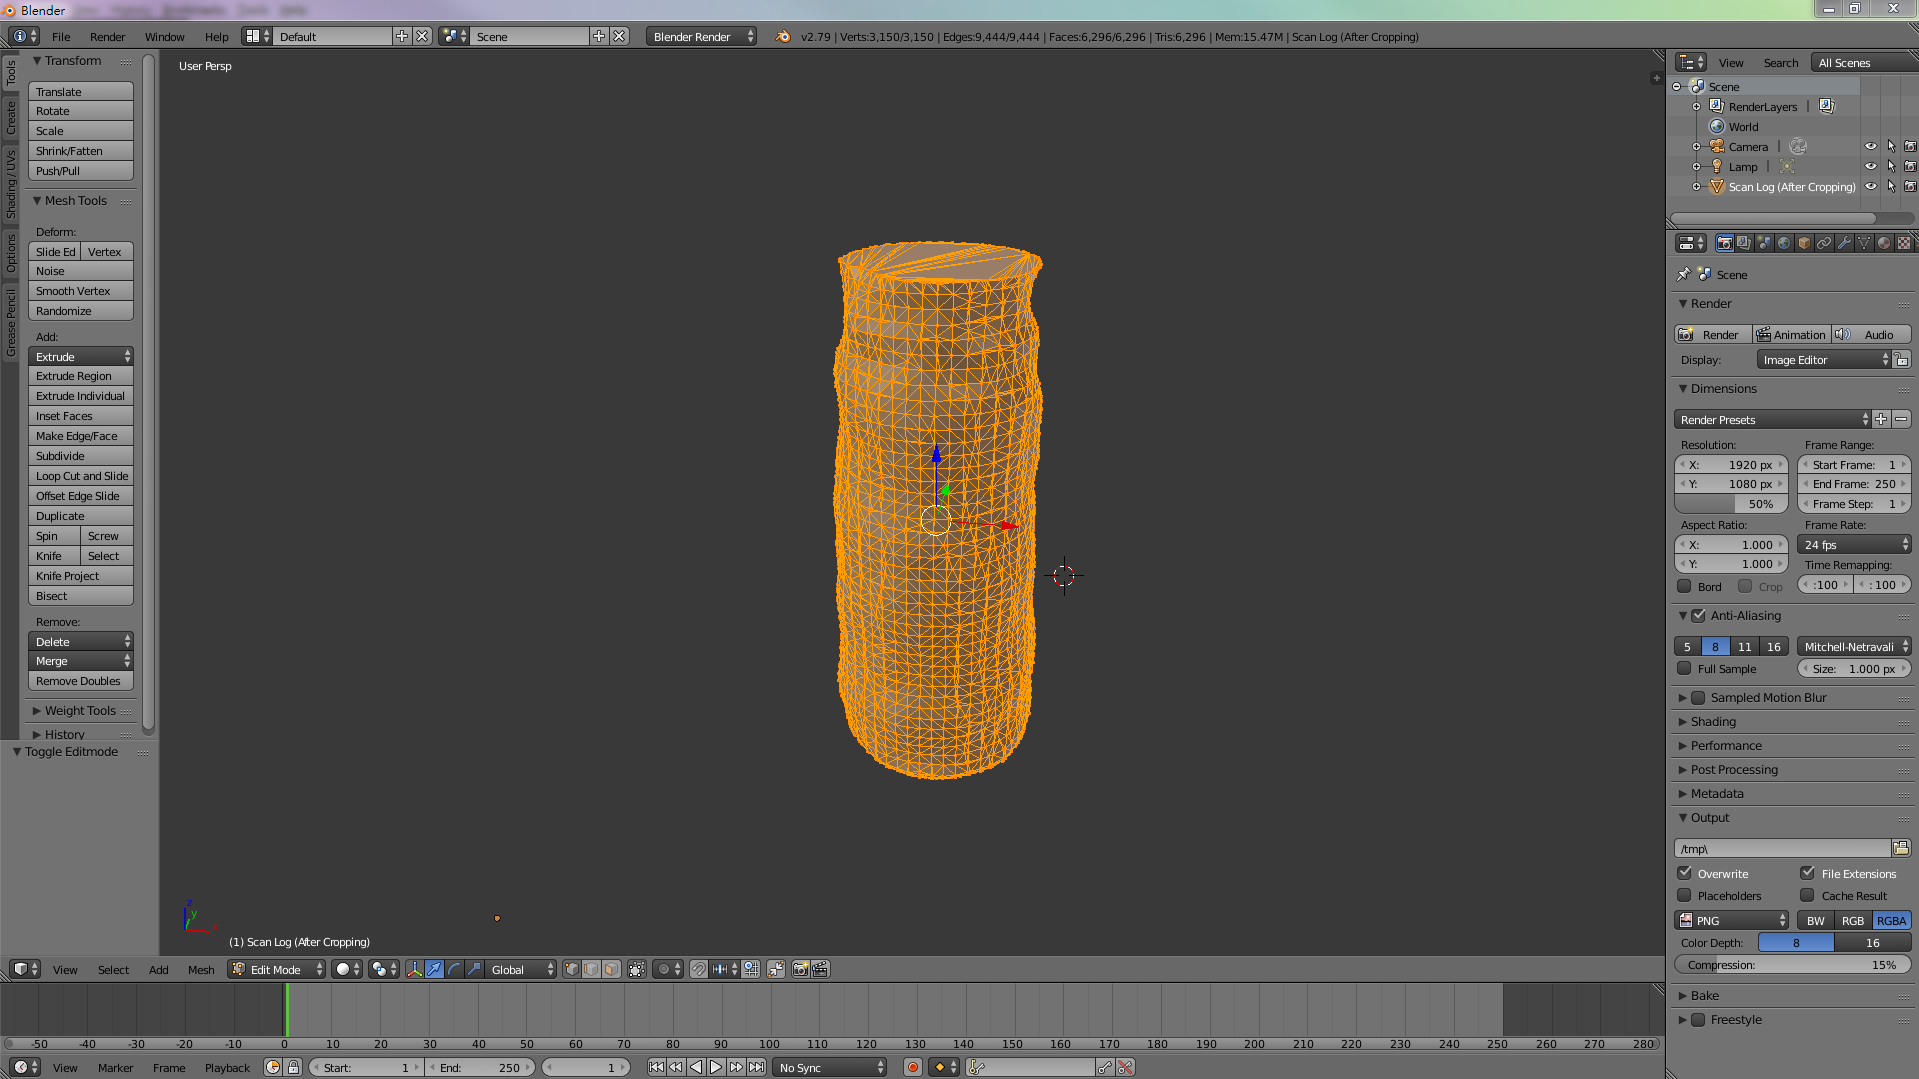 Blender
File Render Window Help Default Scene Blender Render v2.79 | Verts:3,150/3,150 | Edges:9,444/9,444 | Faces:6,296/6,296 | Tris:6,296 | Mem:15.47M | Scan Log (After Cropping)
Tools
Create
Shading / UVs
Options
Grease Pencil
Transform
Translate
Rotate
Scale
Shrink/Fatten
Push/Pull
Mesh Tools
Deform:
Slide Ed Vertex
Noise
Smooth Vertex
Randomize
Add:
Extrude
Extrude Region
Extrude Individual
Inset Faces
Make Edge/Face
Subdivide
Loop Cut and Slide
Offset Edge Slide
Duplicate
Spin Screw
Knife Select
Knife Project
Bisect
Remove:
Delete
Merge
Remove Doubles
Weight Tools
History
Toggle Editmode
User Persp
z
y
x
(1) Scan Log (After Cropping)
View Select Add Mesh Edit Mode Global
-50 -40 -30 -20 -10 0 10 20 30 40 50 60 70 80 90 100 110 120 130 140 150 160 170 180 190 200 210 220 230 240 250 260 270 280
View Marker Frame Playback Start: 1 End: 250 1 No Sync
View Search All Scenes
Scene
RenderLayers |
World
Camera |
Lamp |
Scan Log (After Cropping)
Scene
Render
Render Animation Audio
Display: Image Editor
Dimensions
Render Presets
Resolution: Frame Range:
X: 1920 px Start Frame: 1
Y: 1080 px End Frame: 250
50% Frame Step: 1
Aspect Ratio: Frame Rate:
X: 1.000 24 fps
Y: 1.000 Time Remapping:
Bord Crop :100 : 100
Anti-Aliasing
5 8 11 16 Mitchell-Netravali
Full Sample Size: 1.000 px
Sampled Motion Blur
Shading
Performance
Post Processing
Metadata
Output
/tmp\
Overwrite File Extensions
Placeholders Cache Result
PNG BW RGB RGBA
Color Depth: 8 16
Compression: 15%
Bake
Freestyle